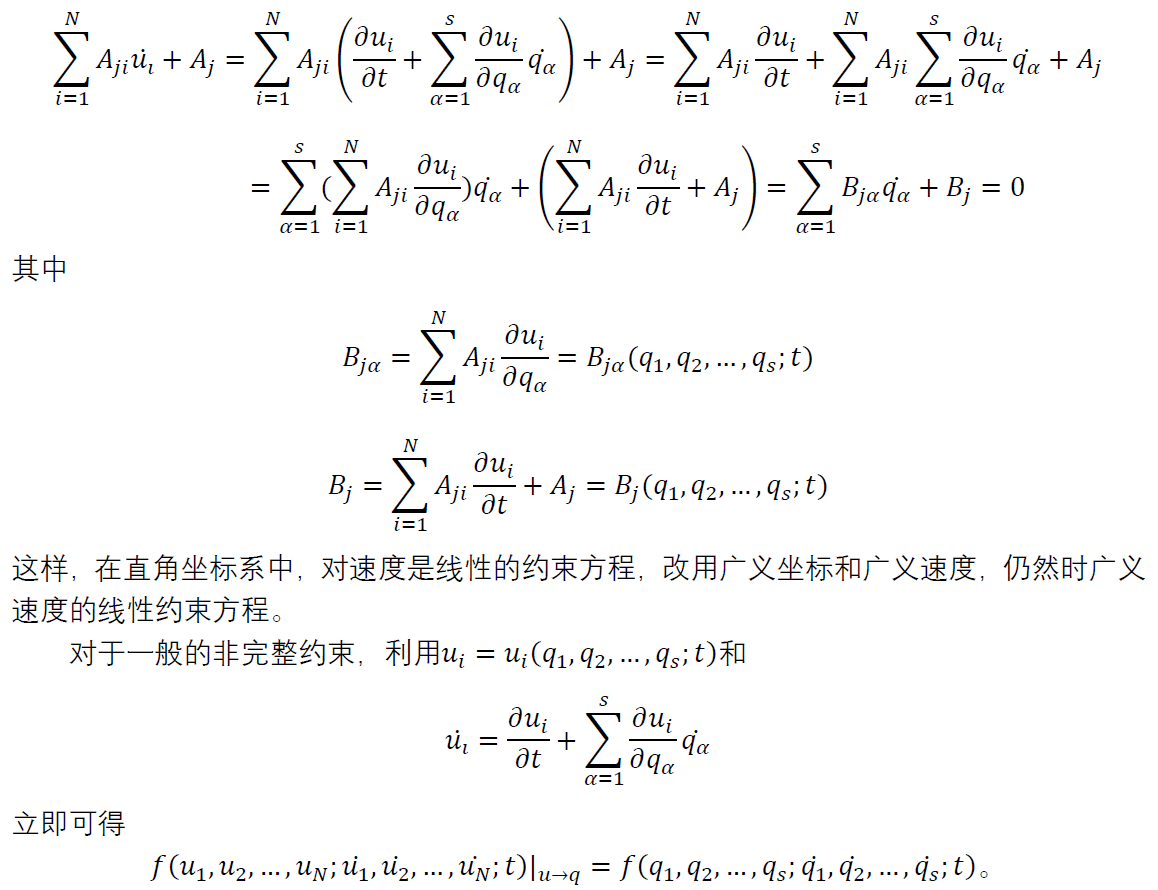 $$\sum_{i=1}^{N} A_{ji}\dot{u_\iota} + A_j = \sum_{i=1}^{N} A_{ji}\left(\frac{\partial u_i}{\partial t} + \sum_{\alpha=1}^{s} \frac{\partial u_i}{\partial q_\alpha}\dot{q_\alpha}\right) + A_j = \sum_{i=1}^{N} A_{ji}\frac{\partial u_i}{\partial t} + \sum_{i=1}^{N} A_{ji}\sum_{\alpha=1}^{s} \frac{\partial u_i}{\partial q_\alpha}\dot{q_\alpha} + A_j$$
$$= \sum_{\alpha=1}^{s} (\sum_{i=1}^{N} A_{ji}\frac{\partial u_i}{\partial q_\alpha})\dot{q_\alpha} + \left(\sum_{i=1}^{N} A_{ji}\frac{\partial u_i}{\partial t} + A_j\right) = \sum_{\alpha=1}^{s} B_{j\alpha}\dot{q_\alpha} + B_j = 0$$
其中
$$B_{j\alpha} = \sum_{i=1}^{N} A_{ji}\frac{\partial u_i}{\partial q_\alpha} = B_{j\alpha}(q_1, q_2, \ldots, q_s; t)$$
$$B_j = \sum_{i=1}^{N} A_{ji}\frac{\partial u_i}{\partial t} + A_j = B_j(q_1, q_2, \ldots, q_s; t)$$
这样，在直角坐标系中，对速度是线性的约束方程，改用广义坐标和广义速度，仍然时广义
速度的线性约束方程。
对于一般的非完整约束，利用$u_i = u_i(q_1, q_2, \ldots, q_s; t)$和
$$\dot{u_\iota} = \frac{\partial u_i}{\partial t} + \sum_{\alpha=1}^{s} \frac{\partial u_i}{\partial q_\alpha}\dot{q_\alpha}$$
立即可得
$$f(u_1, u_2, \ldots, u_N; \dot{u_1}, \dot{u_2}, \ldots, \dot{u_N}; t)|_{u \to q} = f(q_1, q_2, \ldots, q_s; \dot{q_1}, \dot{q_2}, \ldots, \dot{q_s}; t)。$$